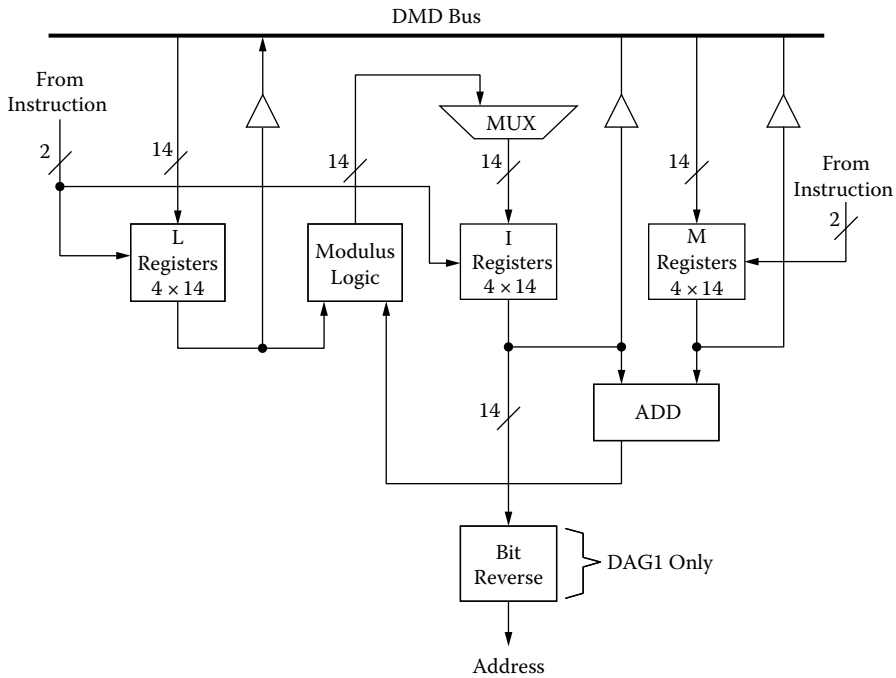 DMD Bus
From
Instruction
2
14
14
MUX
14
14
From
Instruction
2
L
Registers
4 × 14
Modulus
Logic
I
Registers
4 × 14
M
Registers
4 × 14
14
ADD
Bit
Reverse
DAG1 Only
Address